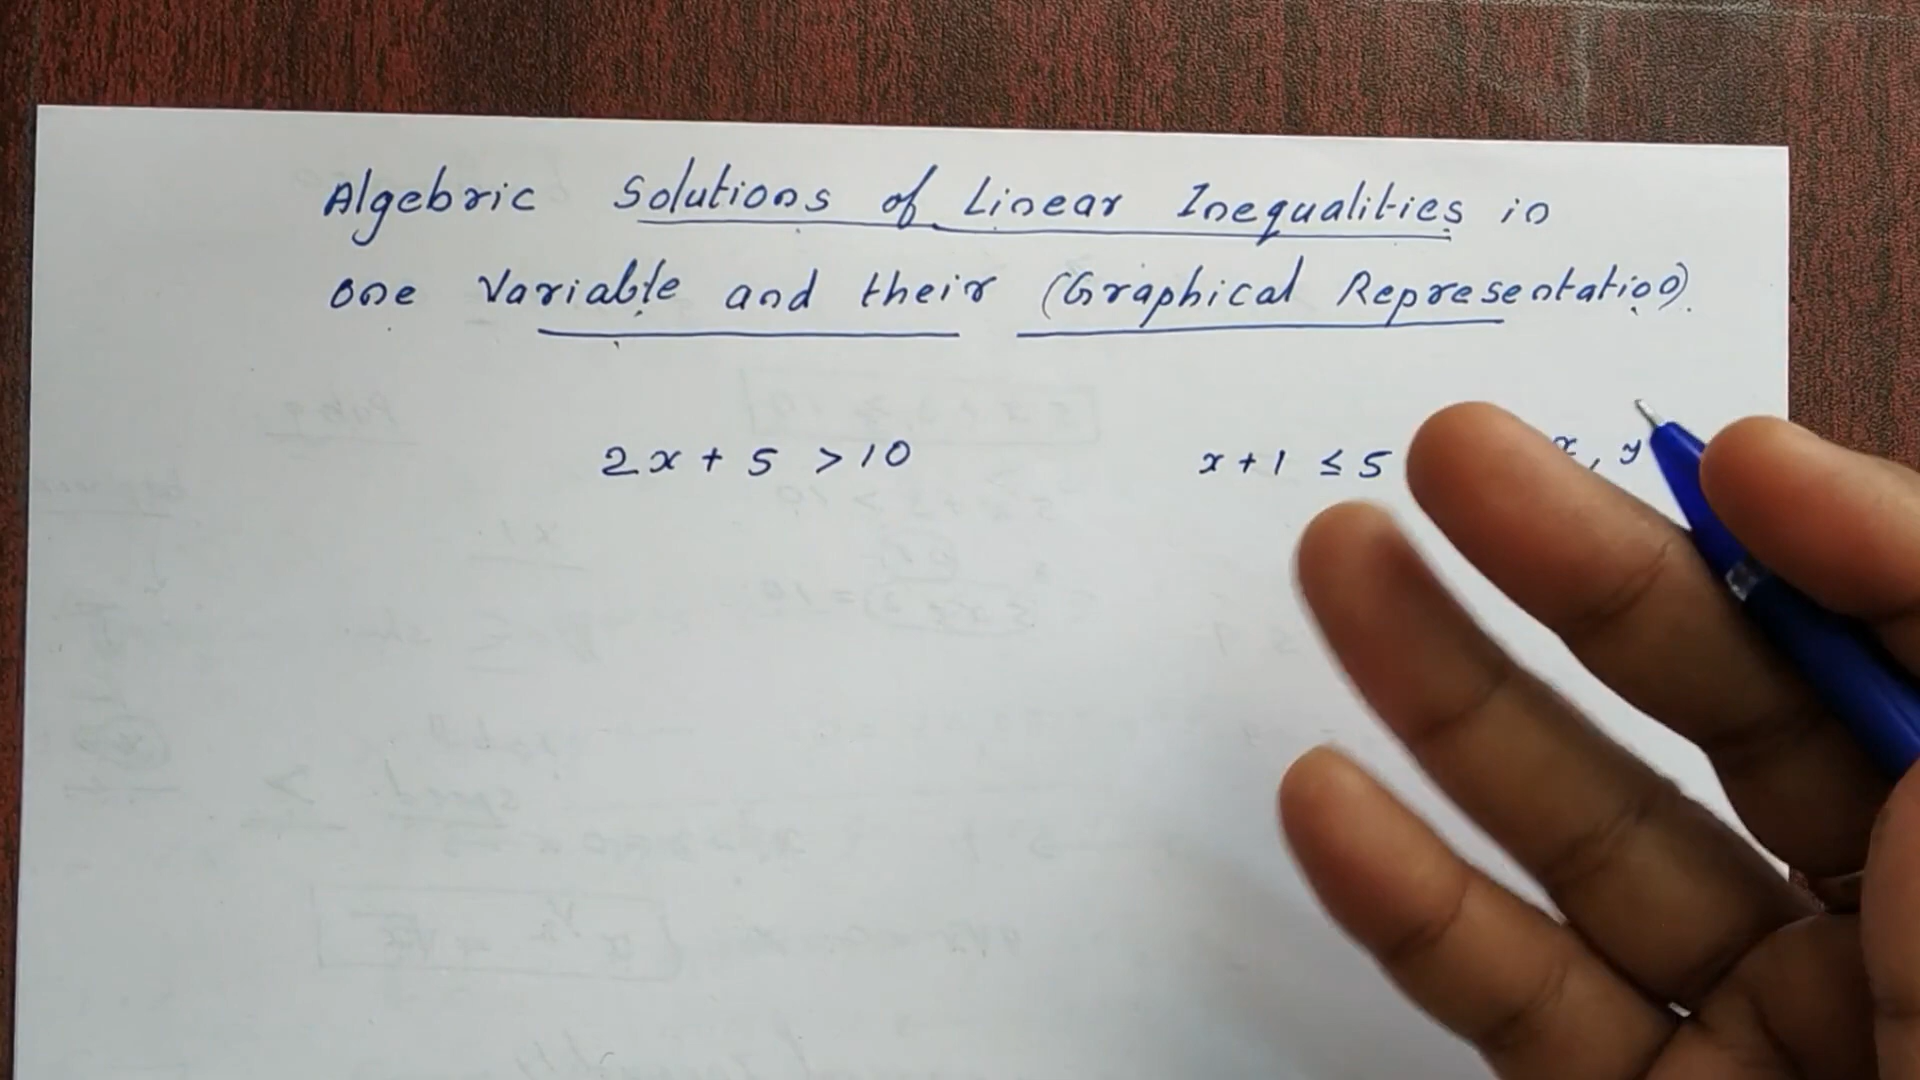 Algebric Solutions of Linear Inequalities in
one Variable and their (Graphical Representation).
2x + 5 > 10 x + 1 ≤ 5 x, y